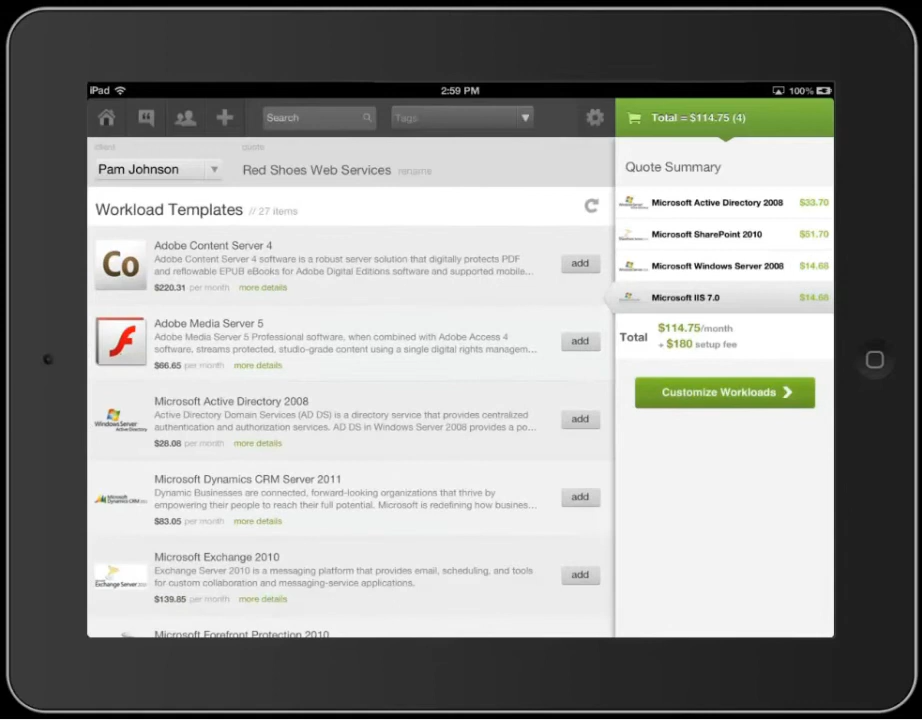 iPad
2:59 PM
100%
Search
Tags
Total = $114.75 (4)
client
quote
Pam Johnson
Red Shoes Web Services rename
Quote Summary
Workload Templates // 27 items
Microsoft Active Directory 2008 $33.70
Microsoft SharePoint 2010 $51.70
Microsoft Windows Server 2008 $14.68
Microsoft IIS 7.0 $14.68
Total $114.75/month
+ $180 setup fee
Customize Workloads
Co
Adobe Content Server 4
Adobe Content Server 4 software is a robust server solution that digitally protects PDF
and reflowable EPUB eBooks for Adobe Digital Editions software and supported mobile...
$220.31 per month more details
add
Adobe Media Server 5
Adobe Media Server 5 Professional software, when combined with Adobe Access 4
software, streams protected, studio-grade content using a single digital rights managem...
$66.65 per month more details
add
Windows Server
Active Directory
Microsoft Active Directory 2008
Active Directory Domain Services (AD DS) is a directory service that provides centralized
authentication and authorization services. AD DS in Windows Server 2008 provides a po...
$28.08 per month more details
add
Microsoft
Dynamics CRM
Microsoft Dynamics CRM Server 2011
Dynamic Businesses are connected, forward-looking organizations that thrive by
empowering their people to reach their full potential. Microsoft is redefining how busines...
$83.05 per month more details
add
Exchange Server 2010
Microsoft Exchange 2010
Exchange Server 2010 is a messaging platform that provides email, scheduling, and tools
for custom collaboration and messaging-service applications.
$139.85 per month more details
add
Microsoft Forefront Protection 2010